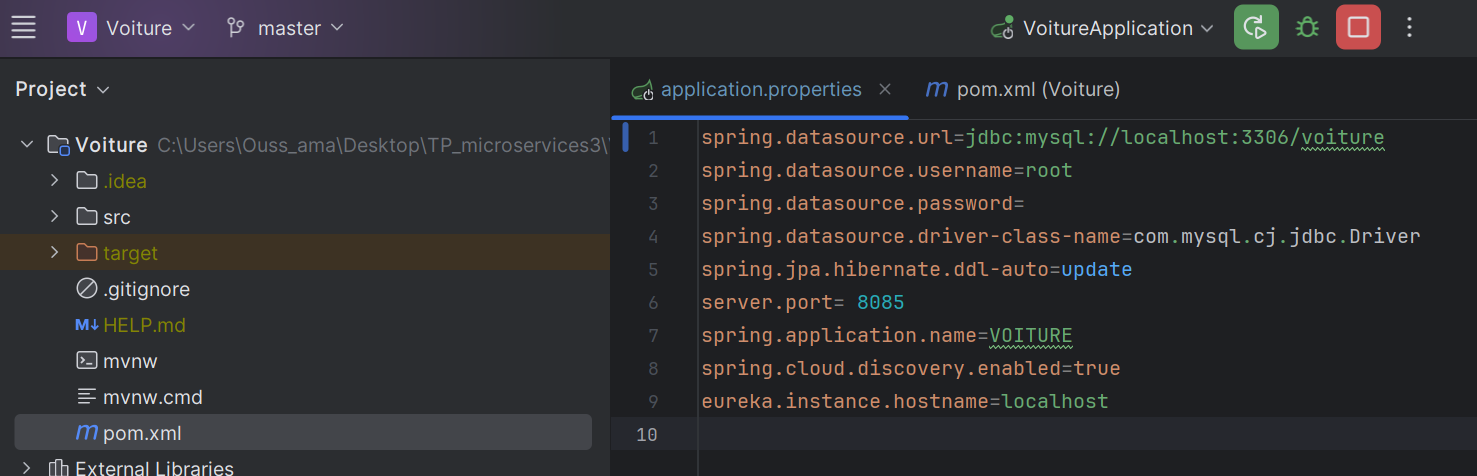 V Voiture master VoitureApplication
Project
application.properties pom.xml (Voiture)
Voiture C:\Users\Ouss_ama\Desktop\TP_microservices3\
.idea
src
target
.gitignore
M↓ HELP.md
mvnw
mvnw.cmd
m pom.xml
External Libraries
1 spring.datasource.url=jdbc:mysql://localhost:3306/voiture
2 spring.datasource.username=root
3 spring.datasource.password=
4 spring.datasource.driver-class-name=com.mysql.cj.jdbc.Driver
5 spring.jpa.hibernate.ddl-auto=update
6 server.port= 8085
7 spring.application.name=VOITURE
8 spring.cloud.discovery.enabled=true
9 eureka.instance.hostname=localhost
10